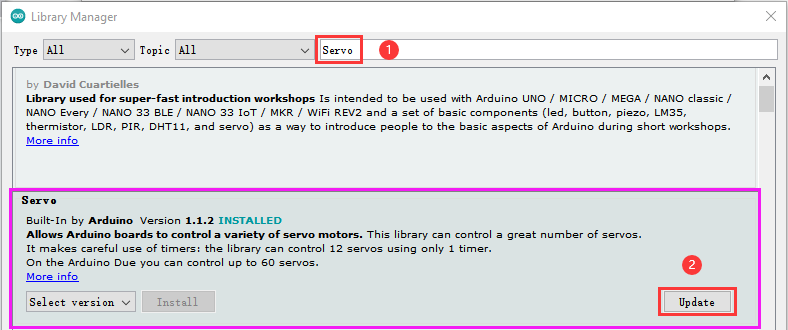 Library Manager
Type All Topic All Servo 1
by David Cuartielles
Library used for super-fast introduction workshops Is intended to be used with Arduino UNO / MICRO / MEGA / NANO classic /
NANO Every / NANO 33 BLE / NANO 33 IoT / MKR / WiFi REV2 and a set of basic components (led, button, piezo, LM35,
thermistor, LDR, PIR, DHT11, and servo) as a way to introduce people to the basic aspects of Arduino during short workshops.
More info
Servo
Built-In by Arduino Version 1.1.2 INSTALLED
Allows Arduino boards to control a variety of servo motors. This library can control a great number of servos.
It makes careful use of timers: the library can control 12 servos using only 1 timer.
On the Arduino Due you can control up to 60 servos.
More info
2
Select version Install Update